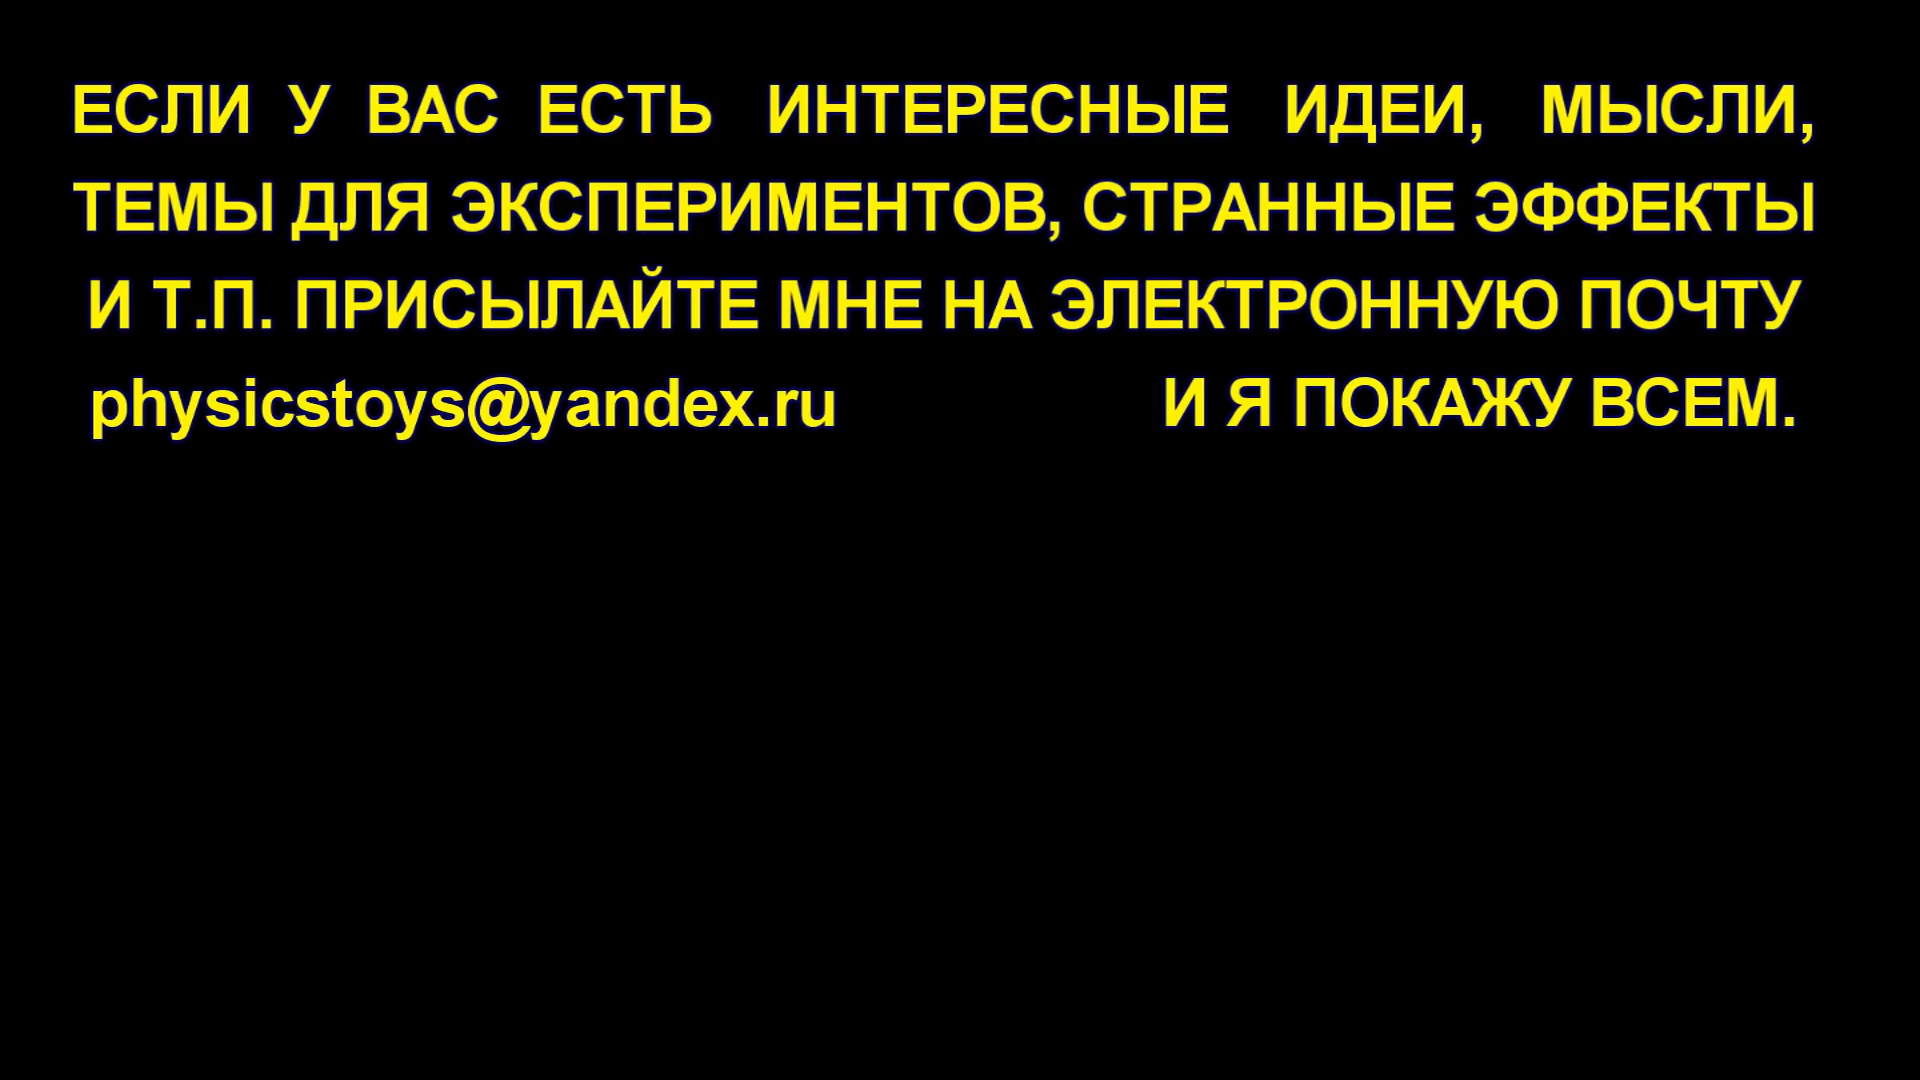 ЕСЛИ У ВАС ЕСТЬ ИНТЕРЕСНЫЕ ИДЕИ, МЫСЛИ,
ТЕМЫ ДЛЯ ЭКСПЕРИМЕНТОВ, СТРАННЫЕ ЭФФЕКТЫ
И Т.П. ПРИСЫЛАЙТЕ МНЕ НА ЭЛЕКТРОННУЮ ПОЧТУ
physicstoys@yandex.ru И Я ПОКАЖУ ВСЕМ.